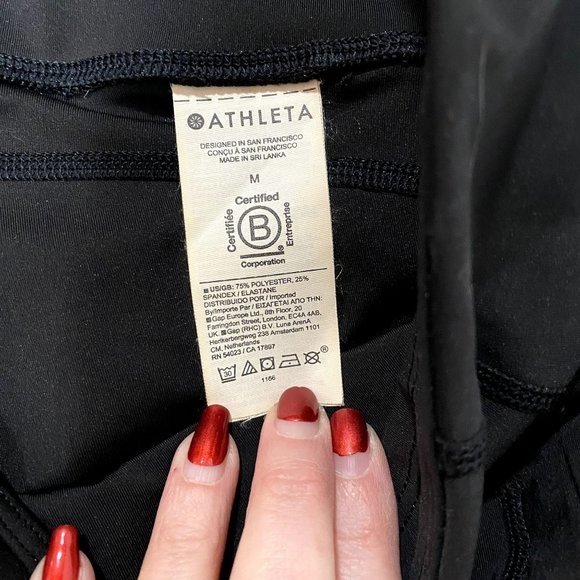 ATHLETA
DESIGNED IN SAN FRANCISCO
CONÇU À SAN FRANCISCO
MADE IN SRI LANKA
M
Certified
Certifiée
B
Entreprise
®
Corporation
US/GB: 75% POLYESTER, 25%
SPANDEX / ELASTANE
DISTRIBUIDO POR / Imported
By/Importe Par / ΕΙΣΑΓΕΤΑΙ ΑΠΟ ΤΗΝ:
Gap Europe Ltd., 8th Floor, 20
Farringdon Street, London, EC4A 4AB,
UK. Gap (RHC) B.V. Luna ArenA
Herikerbergweg 238 Amsterdam 1101
CM, Netherlands
RN 54023 / CA 17897
30
®
1166